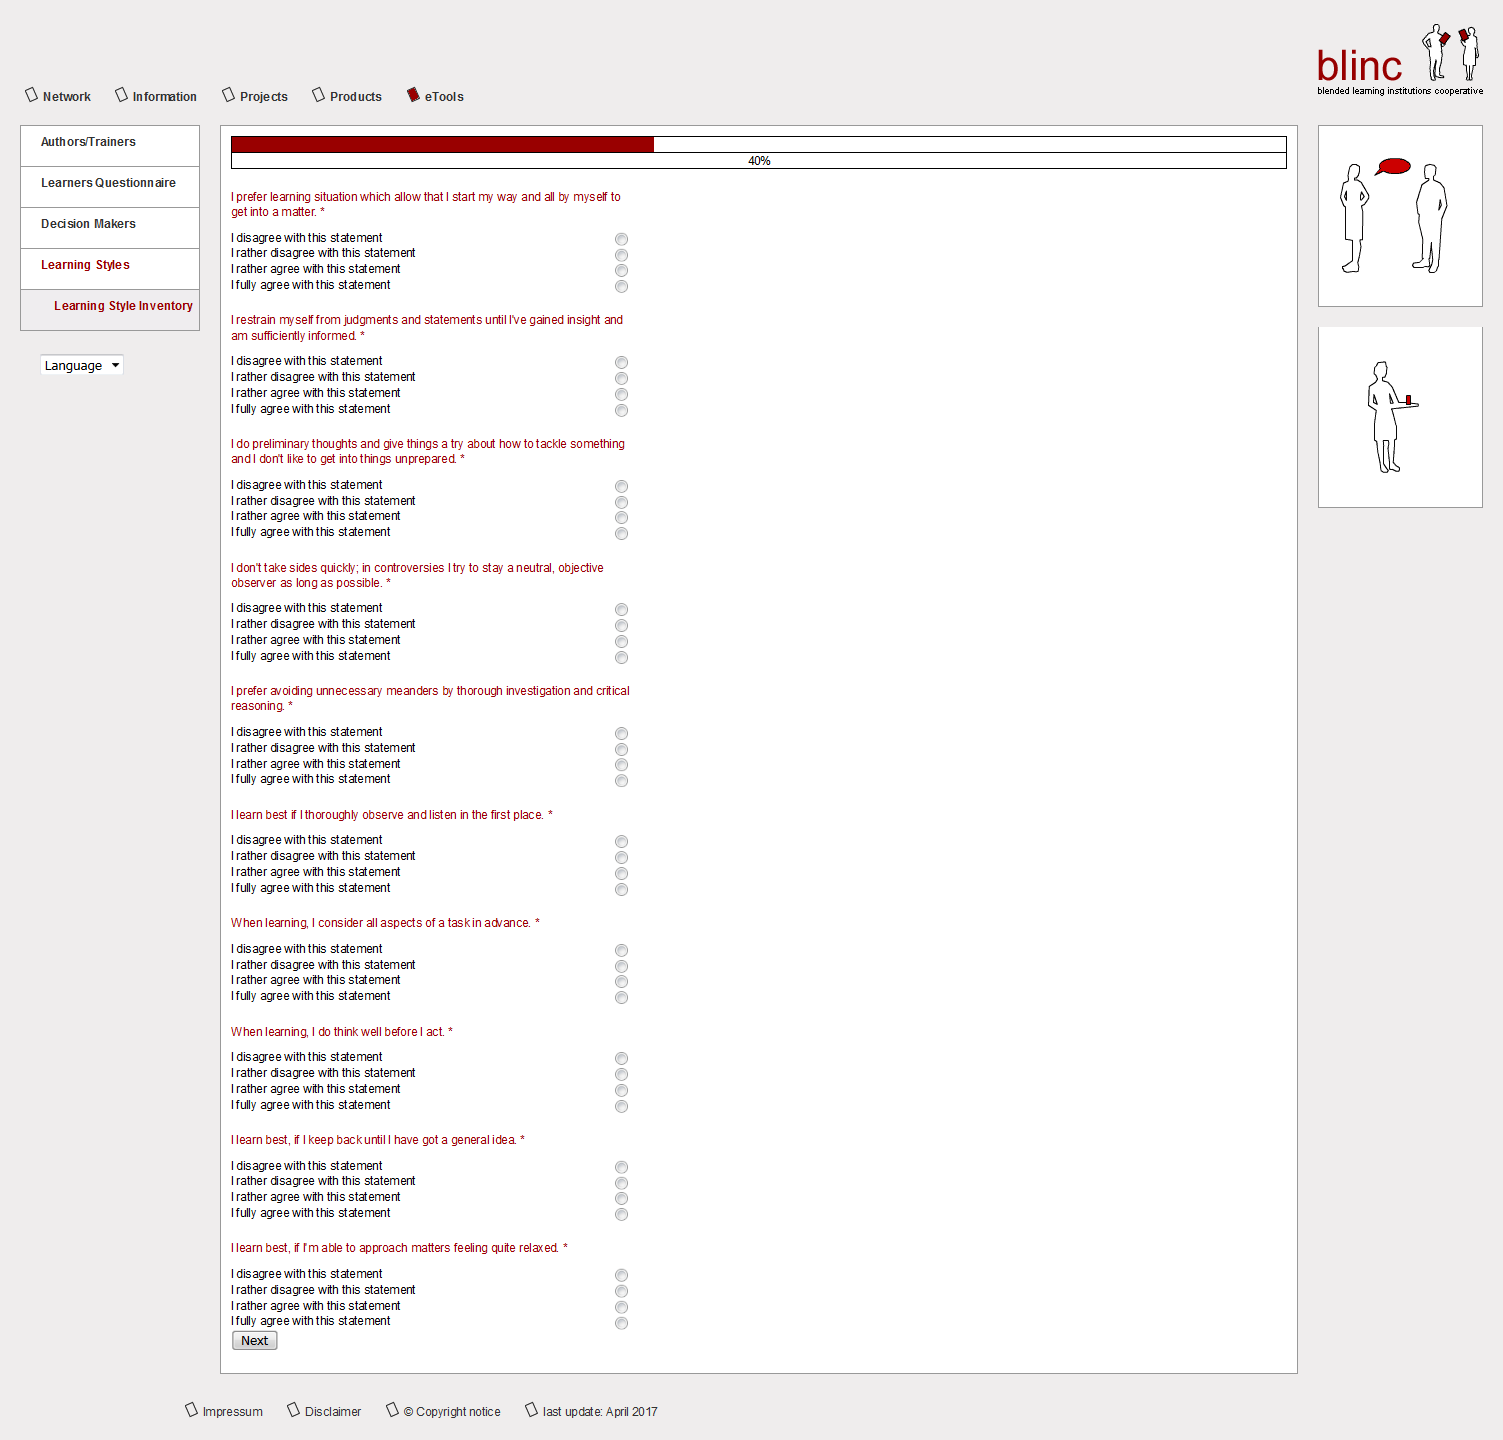 blinc
blended learning institutions cooperative
Network Information Projects Products eTools
Authors/Trainers
Learners Questionnaire
Decision Makers
Learning Styles
Learning Style Inventory
Language
40%
I prefer learning situation which allow that I start my way and all by myself to
get into a matter. *
I disagree with this statement
I rather disagree with this statement
I rather agree with this statement
I fully agree with this statement
I restrain myself from judgments and statements until I've gained insight and
am sufficiently informed. *
I disagree with this statement
I rather disagree with this statement
I rather agree with this statement
I fully agree with this statement
I do preliminary thoughts and give things a try about how to tackle something
and I don't like to get into things unprepared. *
I disagree with this statement
I rather disagree with this statement
I rather agree with this statement
I fully agree with this statement
I don't take sides quickly; in controversies I try to stay a neutral, objective
observer as long as possible. *
I disagree with this statement
I rather disagree with this statement
I rather agree with this statement
I fully agree with this statement
I prefer avoiding unnecessary meanders by thorough investigation and critical
reasoning. *
I disagree with this statement
I rather disagree with this statement
I rather agree with this statement
I fully agree with this statement
I learn best if I thoroughly observe and listen in the first place. *
I disagree with this statement
I rather disagree with this statement
I rather agree with this statement
I fully agree with this statement
When learning, I consider all aspects of a task in advance. *
I disagree with this statement
I rather disagree with this statement
I rather agree with this statement
I fully agree with this statement
When learning, I do think well before I act. *
I disagree with this statement
I rather disagree with this statement
I rather agree with this statement
I fully agree with this statement
I learn best, if I keep back until I have got a general idea. *
I disagree with this statement
I rather disagree with this statement
I rather agree with this statement
I fully agree with this statement
I learn best, if I'm able to approach matters feeling quite relaxed. *
I disagree with this statement
I rather disagree with this statement
I rather agree with this statement
I fully agree with this statement
Next
Impressum Disclaimer © Copyright notice last update: April 2017